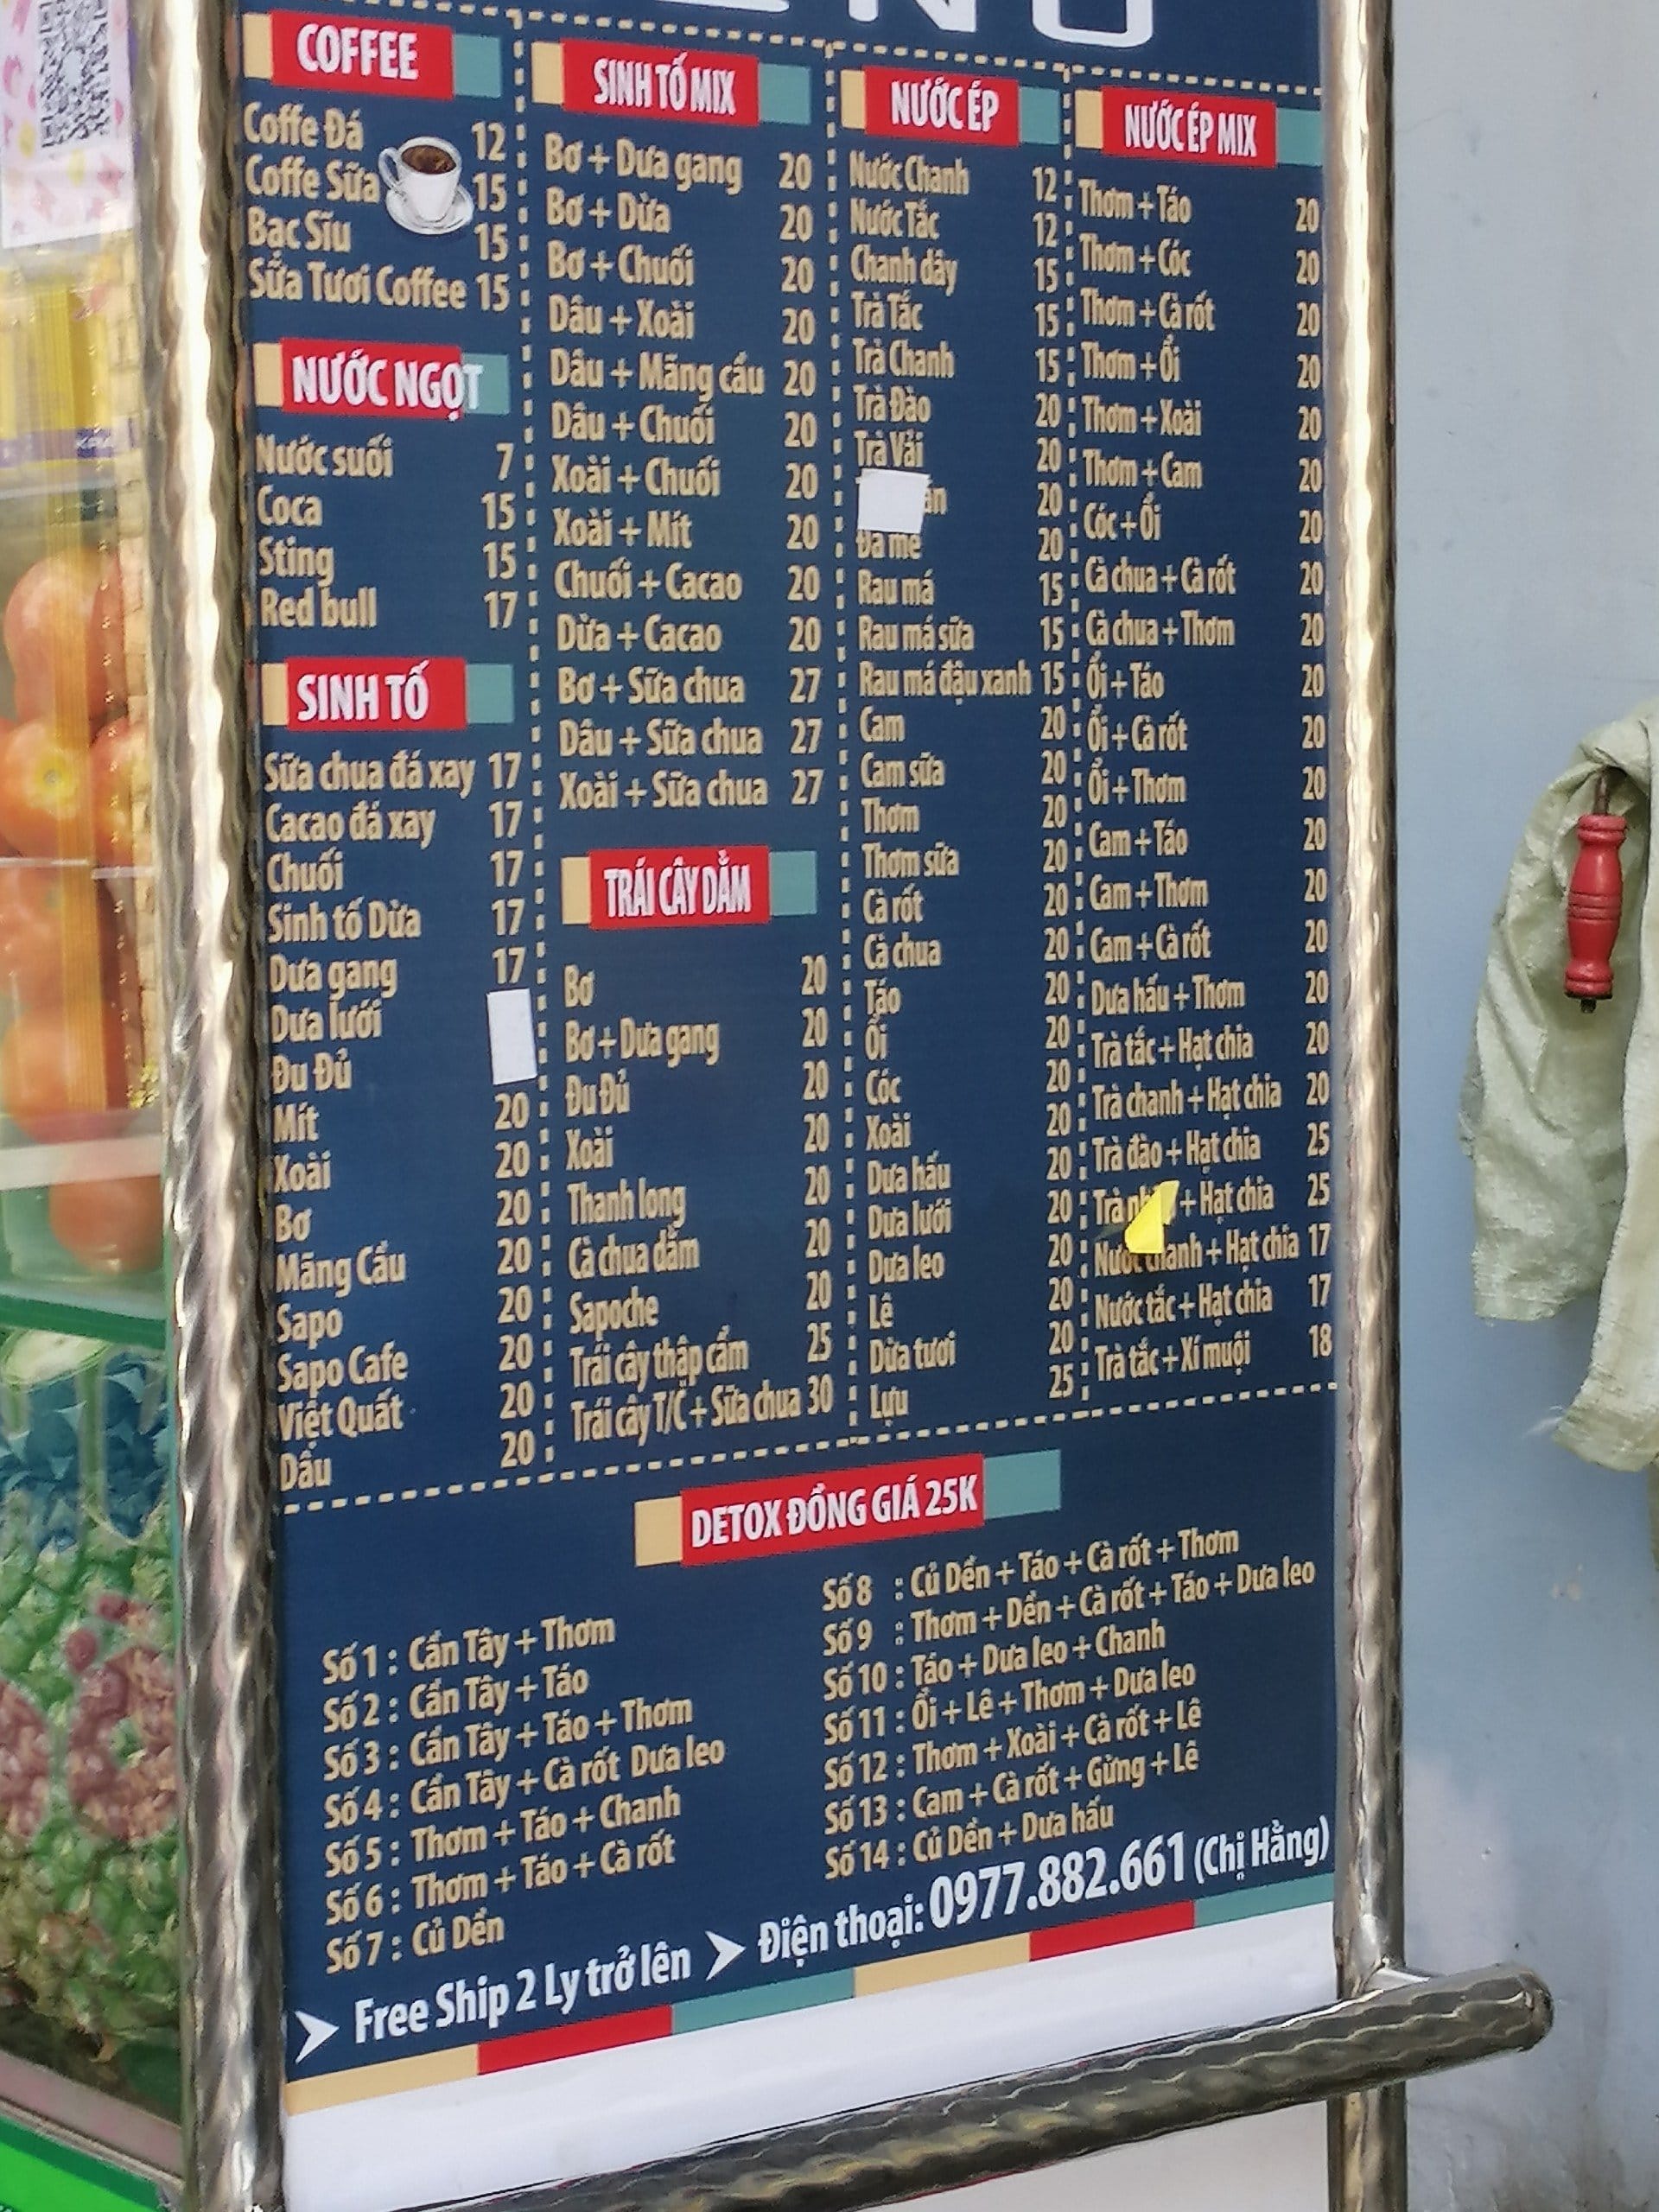 COFFEE
Coffe Đá 12
Coffe Sữa 15
Bạc Sĩu 15
Sữa Tươi Coffee 15
NƯỚC NGỌT
Nước suối 7
Coca 15
Sting 15
Red bull 17
SINH TỐ
Sữa chua đá xay 17
Cacao đá xay 17
Chuối 17
Sinh tố Dừa 17
Dưa gang 17
Dưa lưới
Đu Đủ
Mít 20
Xoài 20
Bơ 20
Mãng Cầu 20
Sapo 20
Sapo Cafe 20
Việt Quất 20
Dâu 20
SINH TỐ MIX
Bơ + Dưa gang 20
Bơ + Dừa 20
Bơ + Chuối 20
Dâu + Xoài 20
Dâu + Mãng cầu 20
Dâu + Chuối 20
Xoài + Chuối 20
Xoài + Mít 20
Chuối + Cacao 20
Dừa + Cacao 20
Bơ + Sữa chua 27
Dâu + Sữa chua 27
Xoài + Sữa chua 27
TRÁI CÂY DẰM
Bơ 20
Bơ + Dưa gang 20
Đu Đủ 20
Xoài 20
Thanh long 20
Cà chua dầm 20
Sapoche 20
Trái cây thập cẩm 25
Trái cây T/C + Sữa chua 30
NƯỚC ÉP
Nước Chanh 12
Nước Tắc 12
Chanh dây 15
Trà Tắc 15
Trà Chanh 15
Trà Đào 20
Trà Vải 20
20
Đá me 20
Rau má 15
Rau má sữa 15
Rau má đậu xanh 15
Cam 20
Cam sữa 20
Thơm 20
Thơm sữa 20
Cà rốt 20
Cà chua 20
Táo 20
Ổi 20
Cóc 20
Xoài 20
Dưa hấu 20
Dưa lưới 20
Dưa leo 20
Lê 20
Dừa tươi 20
Lựu 25
NƯỚC ÉP MIX
Thơm + Táo 20
Thơm + Cóc 20
Thơm + Cà rốt 20
Thơm + Ổi 20
Thơm + Xoài 20
Thơm + Cam 20
Cóc + Ổi 20
Cà chua + Cà rốt 20
Cà chua + Thơm 20
Ổi + Táo 20
Ổi + Cà rốt 20
Ổi + Thơm 20
Cam + Táo 20
Cam + Thơm 20
Cam + Cà rốt 20
Dưa hấu + Thơm 20
Trà tắc + Hạt chia 20
Trà chanh + Hạt chia 20
Trà đào + Hạt chia 25
Trà + Hạt chia 25
Nước chanh + Hạt chia 17
Nước tắc + Hạt chia 17
Trà tắc + Xí muội 18
DETOX ĐỒNG GIÁ 25K
Số 1 : Cần Tây + Thơm
Số 2 : Cần Tây + Táo
Số 3 : Cần Tây + Táo + Thơm
Số 4 : Cần Tây + Cà rốt Dưa leo
Số 5 : Thơm + Táo + Chanh
Số 6 : Thơm + Táo + Cà rốt
Số 7 : Củ Dền
Số 8 : Củ Dền + Táo + Cà rốt + Thơm
Số 9 : Thơm + Dền + Cà rốt + Táo + Dưa leo
Số 10 : Táo + Dưa leo + Chanh
Số 11 : Ổi + Lê + Thơm + Dưa leo
Số 12 : Thơm + Xoài + Cà rốt + Lê
Số 13 : Cam + Cà rốt + Gừng + Lê
Số 14 : Củ Dền + Dưa hấu
➤ Free Ship 2 Ly trở lên ➤ Điện thoại: 0977.882.661 (Chị Hằng)